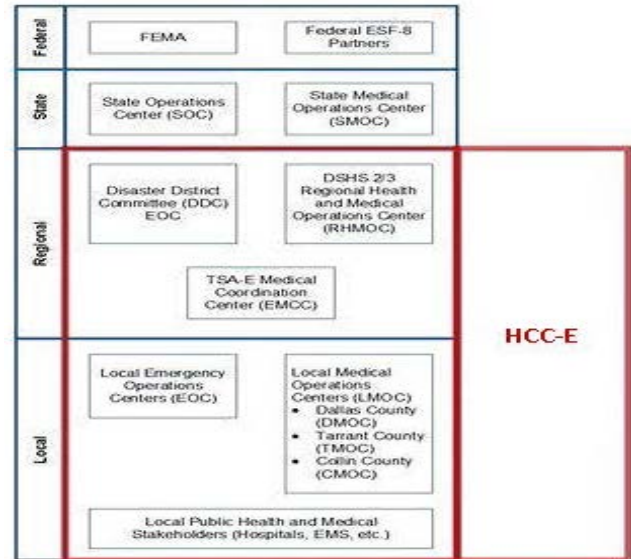 Federal
FEMA
Federal ESF-8
Partners
State
State Operations
Center (SOC)
State Medical
Operations Center
(SMOC)
Regional
Disaster District
Committee (DDC)
EOC
DSHS 2/3
Regional Health
and Medical
Operations Center
(RHMOC)
TSA-E Medical
Coordination
Center (EMCC)
HCC-E
Local
Local Emergency
Operations
Centers (EOC)
Local Medical
Operations
Centers (LMOC)
• Dallas County
(DMOC)
• Tarrant County
(TMOC)
• Collin County
(CMOC)
Local Public Health and Medical
Stakeholders (Hospitals, EMS, etc.)